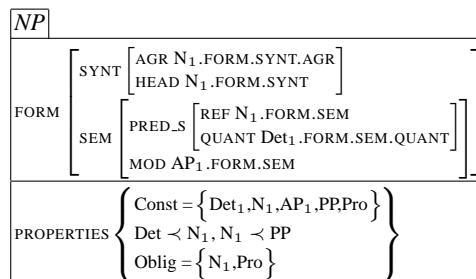 NP
FORM [ SYNT [ AGR N₁.FORM.SYNT.AGR
HEAD N₁.FORM.SYNT ]
SEM [ PRED_S [ REF N₁.FORM.SEM
QUANT Det₁.FORM.SEM.QUANT ]
MOD AP₁.FORM.SEM ] ]
PROPERTIES { Const = {Det₁,N₁,AP₁,PP,Pro}
Det ≺ N₁, N₁ ≺ PP
Oblig = {N₁,Pro} }